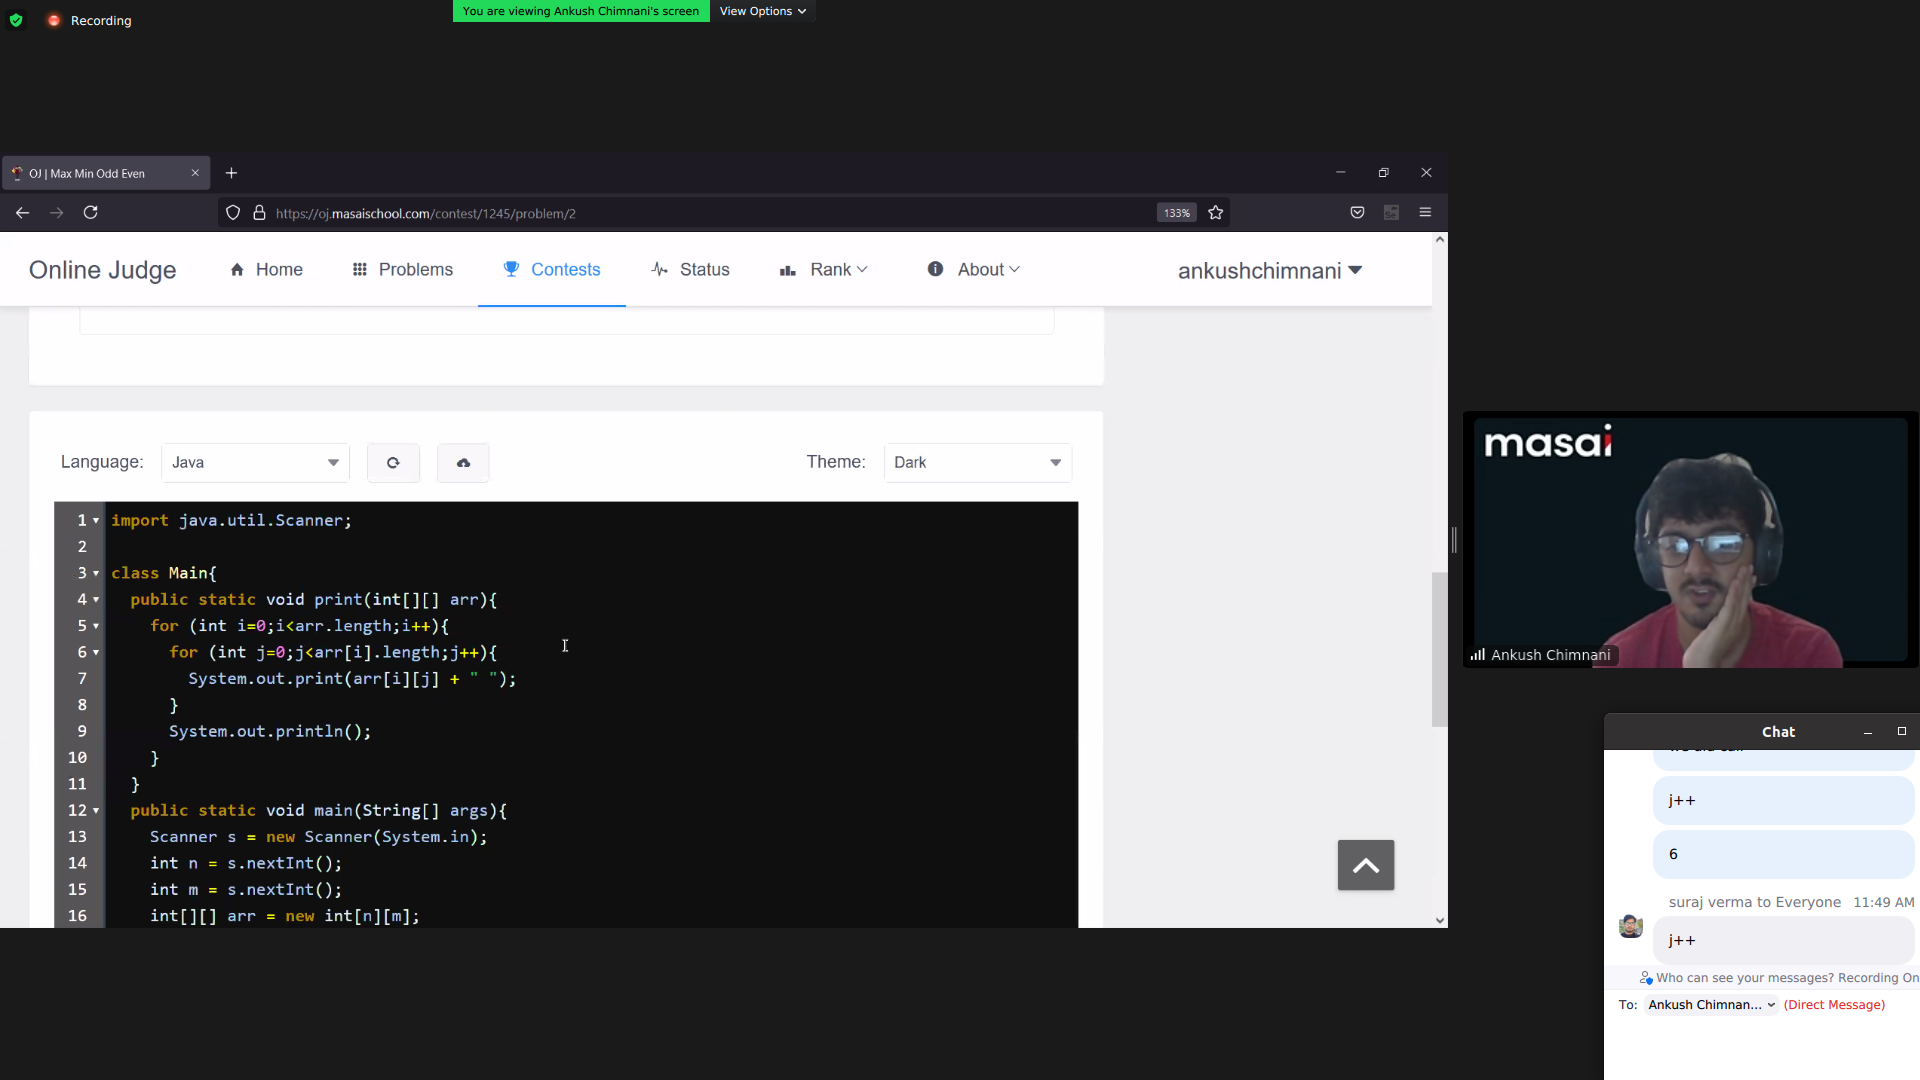 Recording
You are viewing Ankush Chimnani's screen
View Options
OJ | Max Min Odd Even
https://oj.masaischool.com/contest/1245/problem/2
133%
Online Judge
Home
Problems
Contests
Status
Rank
About
ankushchimnani
Language:
Java
Theme:
Dark
1 import java.util.Scanner;
2
3 class Main{
4 public static void print(int[][] arr){
5 for (int i=0;i<arr.length;i++){
6 for (int j=0;j<arr[i].length;j++){
7 System.out.print(arr[i][j] + " ");
8 }
9 System.out.println();
10 }
11 }
12 public static void main(String[] args){
13 Scanner s = new Scanner(System.in);
14 int n = s.nextInt();
15 int m = s.nextInt();
16 int[][] arr = new int[n][m];
masai
Ankush Chimnani
Chat
j++
6
suraj verma to Everyone 11:49 AM
j++
Who can see your messages? Recording On
To: Ankush Chimnan... (Direct Message)